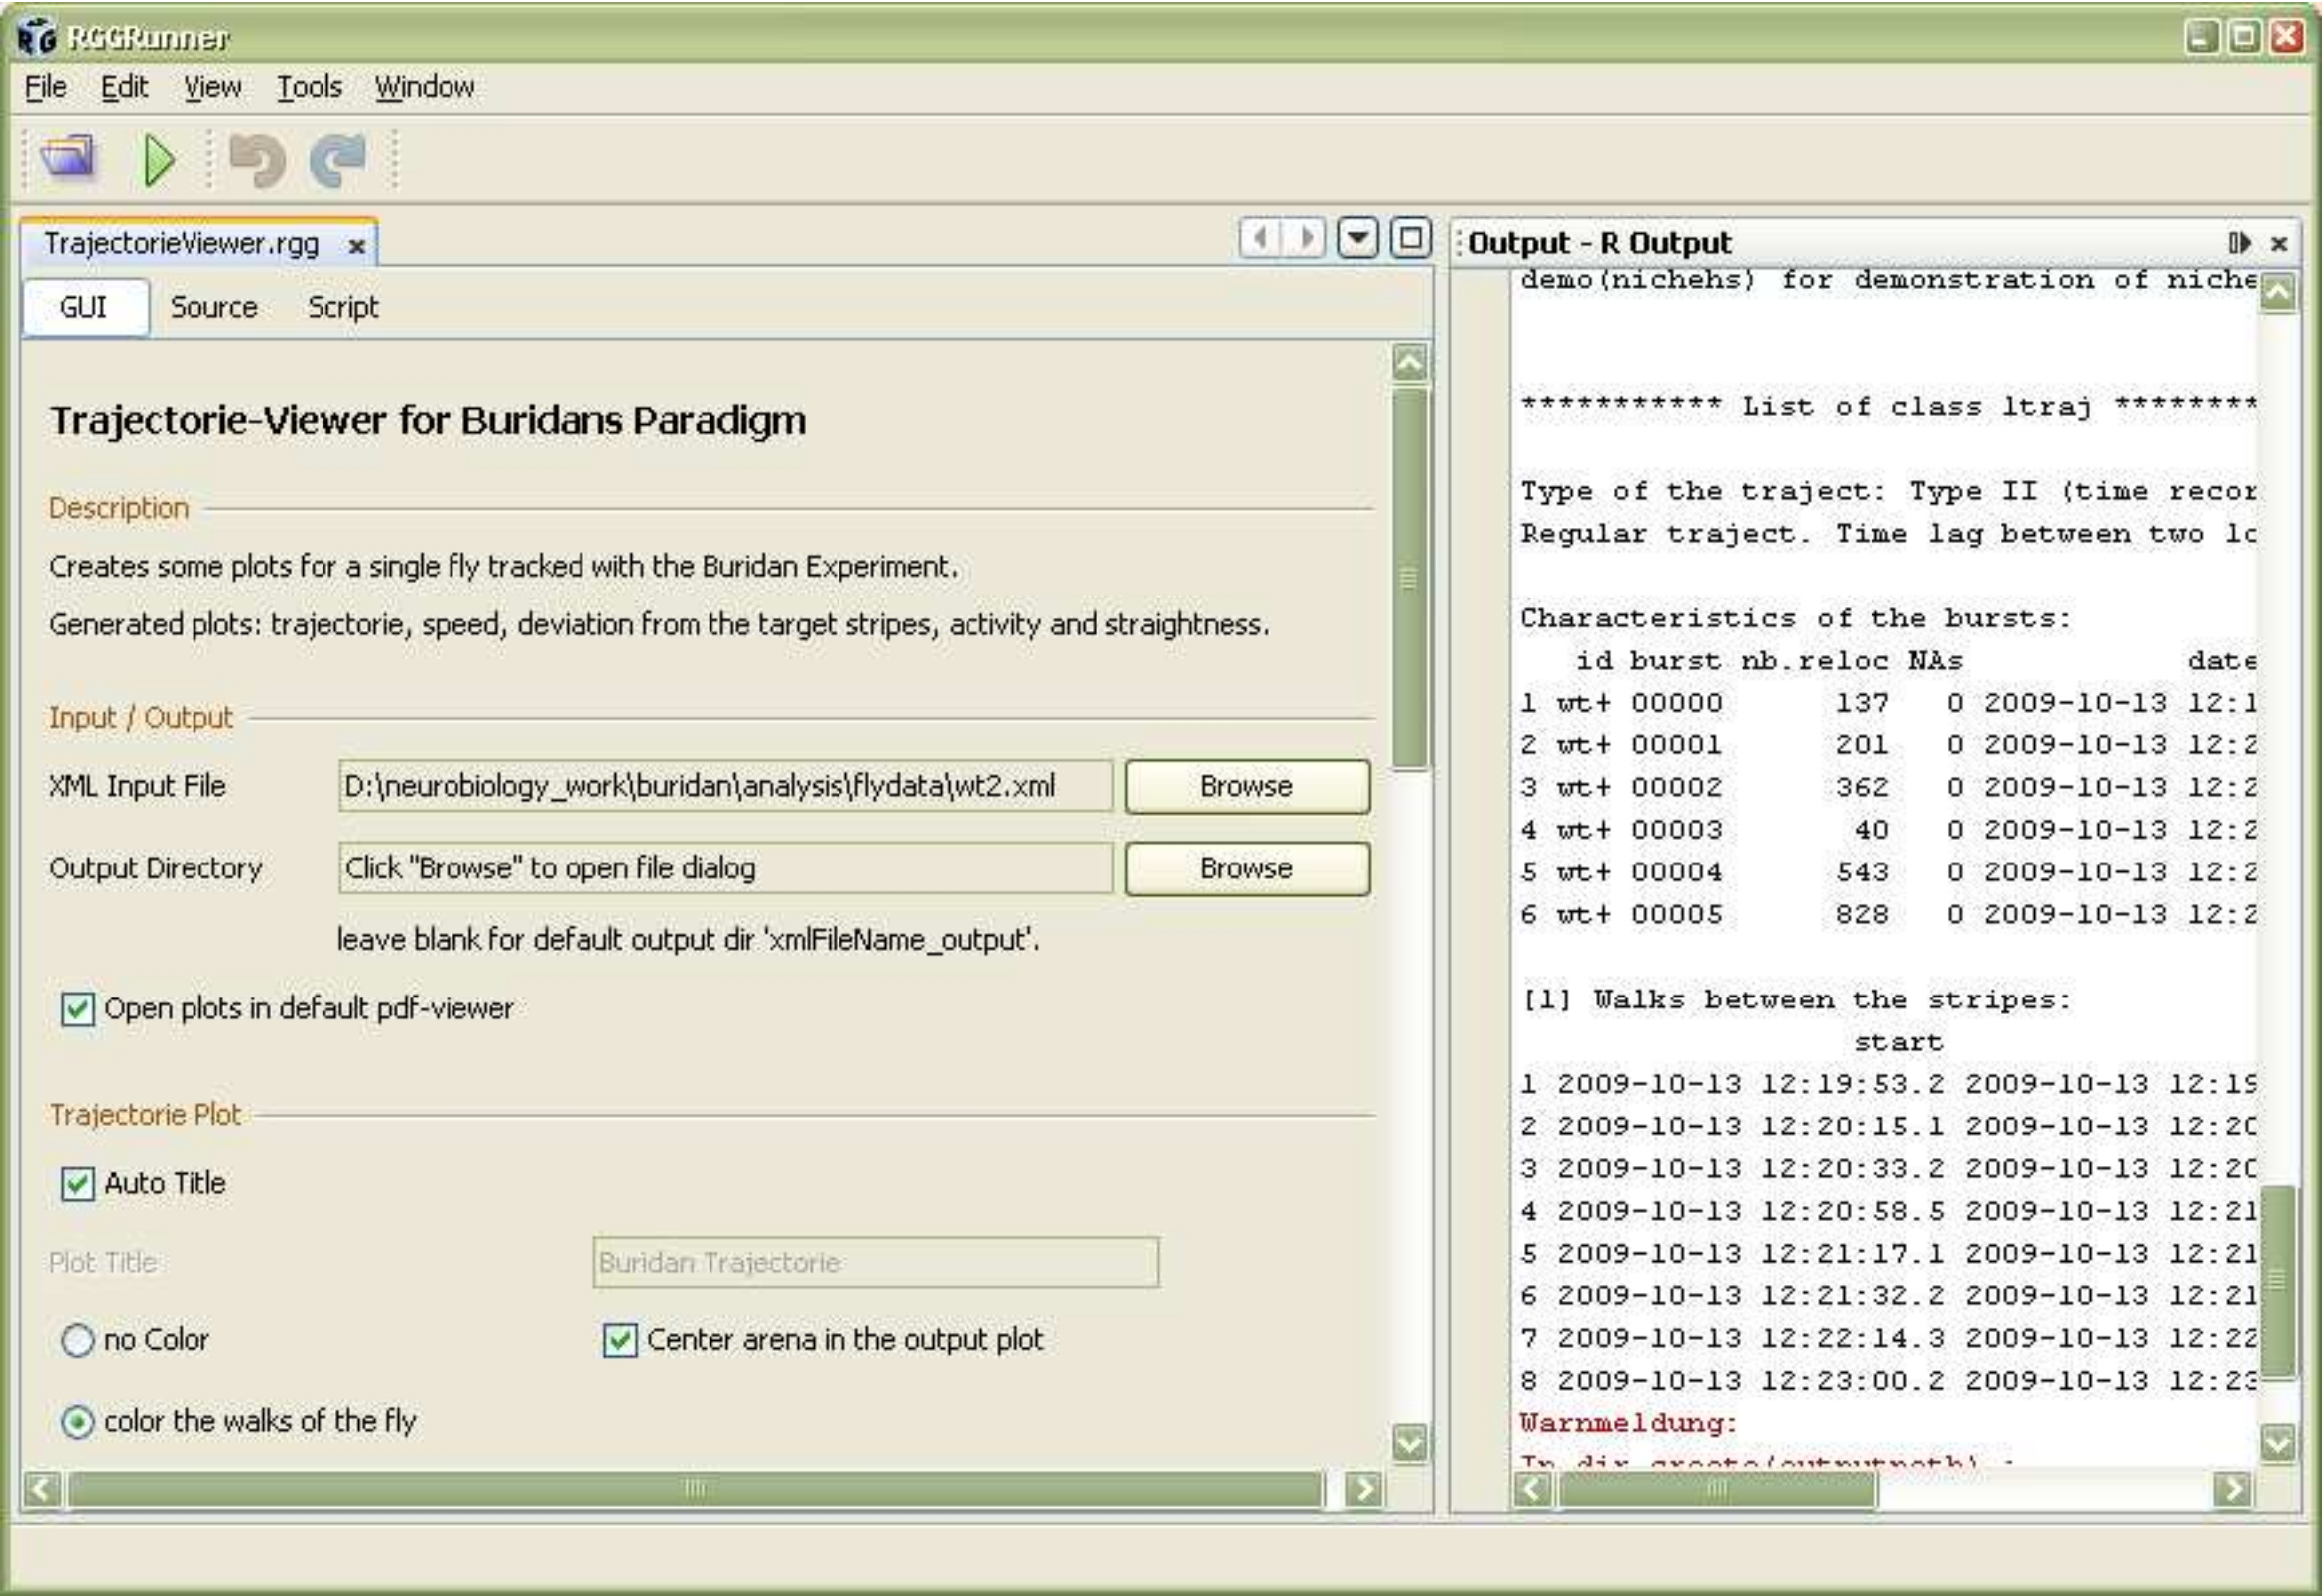 RGGRunner
File Edit View Tools Window
TrajectorieViewer.rgg
GUI Source Script
Trajectorie-Viewer for Buridans Paradigm
Description
Creates some plots for a single fly tracked with the Buridan Experiment.
Generated plots: trajectorie, speed, deviation from the target stripes, activity and straightness.
Input / Output
XML Input File D:\neurobiology_work\buridan\analysis\flydata\wt2.xml Browse
Output Directory Click "Browse" to open file dialog Browse
leave blank for default output dir 'xmlFileName_output'.
Open plots in default pdf-viewer
Trajectorie Plot
Auto Title
Plot Title Buridan Trajectorie
no Color Center arena in the output plot
color the walks of the fly
Output - R Output
demo(nichehs) for demonstration of niche
*********** List of class ltraj ********
Type of the traject: Type II (time recor
Regular traject. Time lag between two lo
Characteristics of the bursts:
id burst nb.reloc NAs date
1 wt+ 00000 137 0 2009-10-13 12:1
2 wt+ 00001 201 0 2009-10-13 12:2
3 wt+ 00002 362 0 2009-10-13 12:2
4 wt+ 00003 40 0 2009-10-13 12:2
5 wt+ 00004 543 0 2009-10-13 12:2
6 wt+ 00005 828 0 2009-10-13 12:2
[1] Walks between the stripes:
start
1 2009-10-13 12:19:53.2 2009-10-13 12:19
2 2009-10-13 12:20:15.1 2009-10-13 12:20
3 2009-10-13 12:20:33.2 2009-10-13 12:20
4 2009-10-13 12:20:58.5 2009-10-13 12:21
5 2009-10-13 12:21:17.1 2009-10-13 12:21
6 2009-10-13 12:21:32.2 2009-10-13 12:21
7 2009-10-13 12:22:14.3 2009-10-13 12:22
8 2009-10-13 12:23:00.2 2009-10-13 12:23
Warnmeldung:
In dir.create(outputpath) :